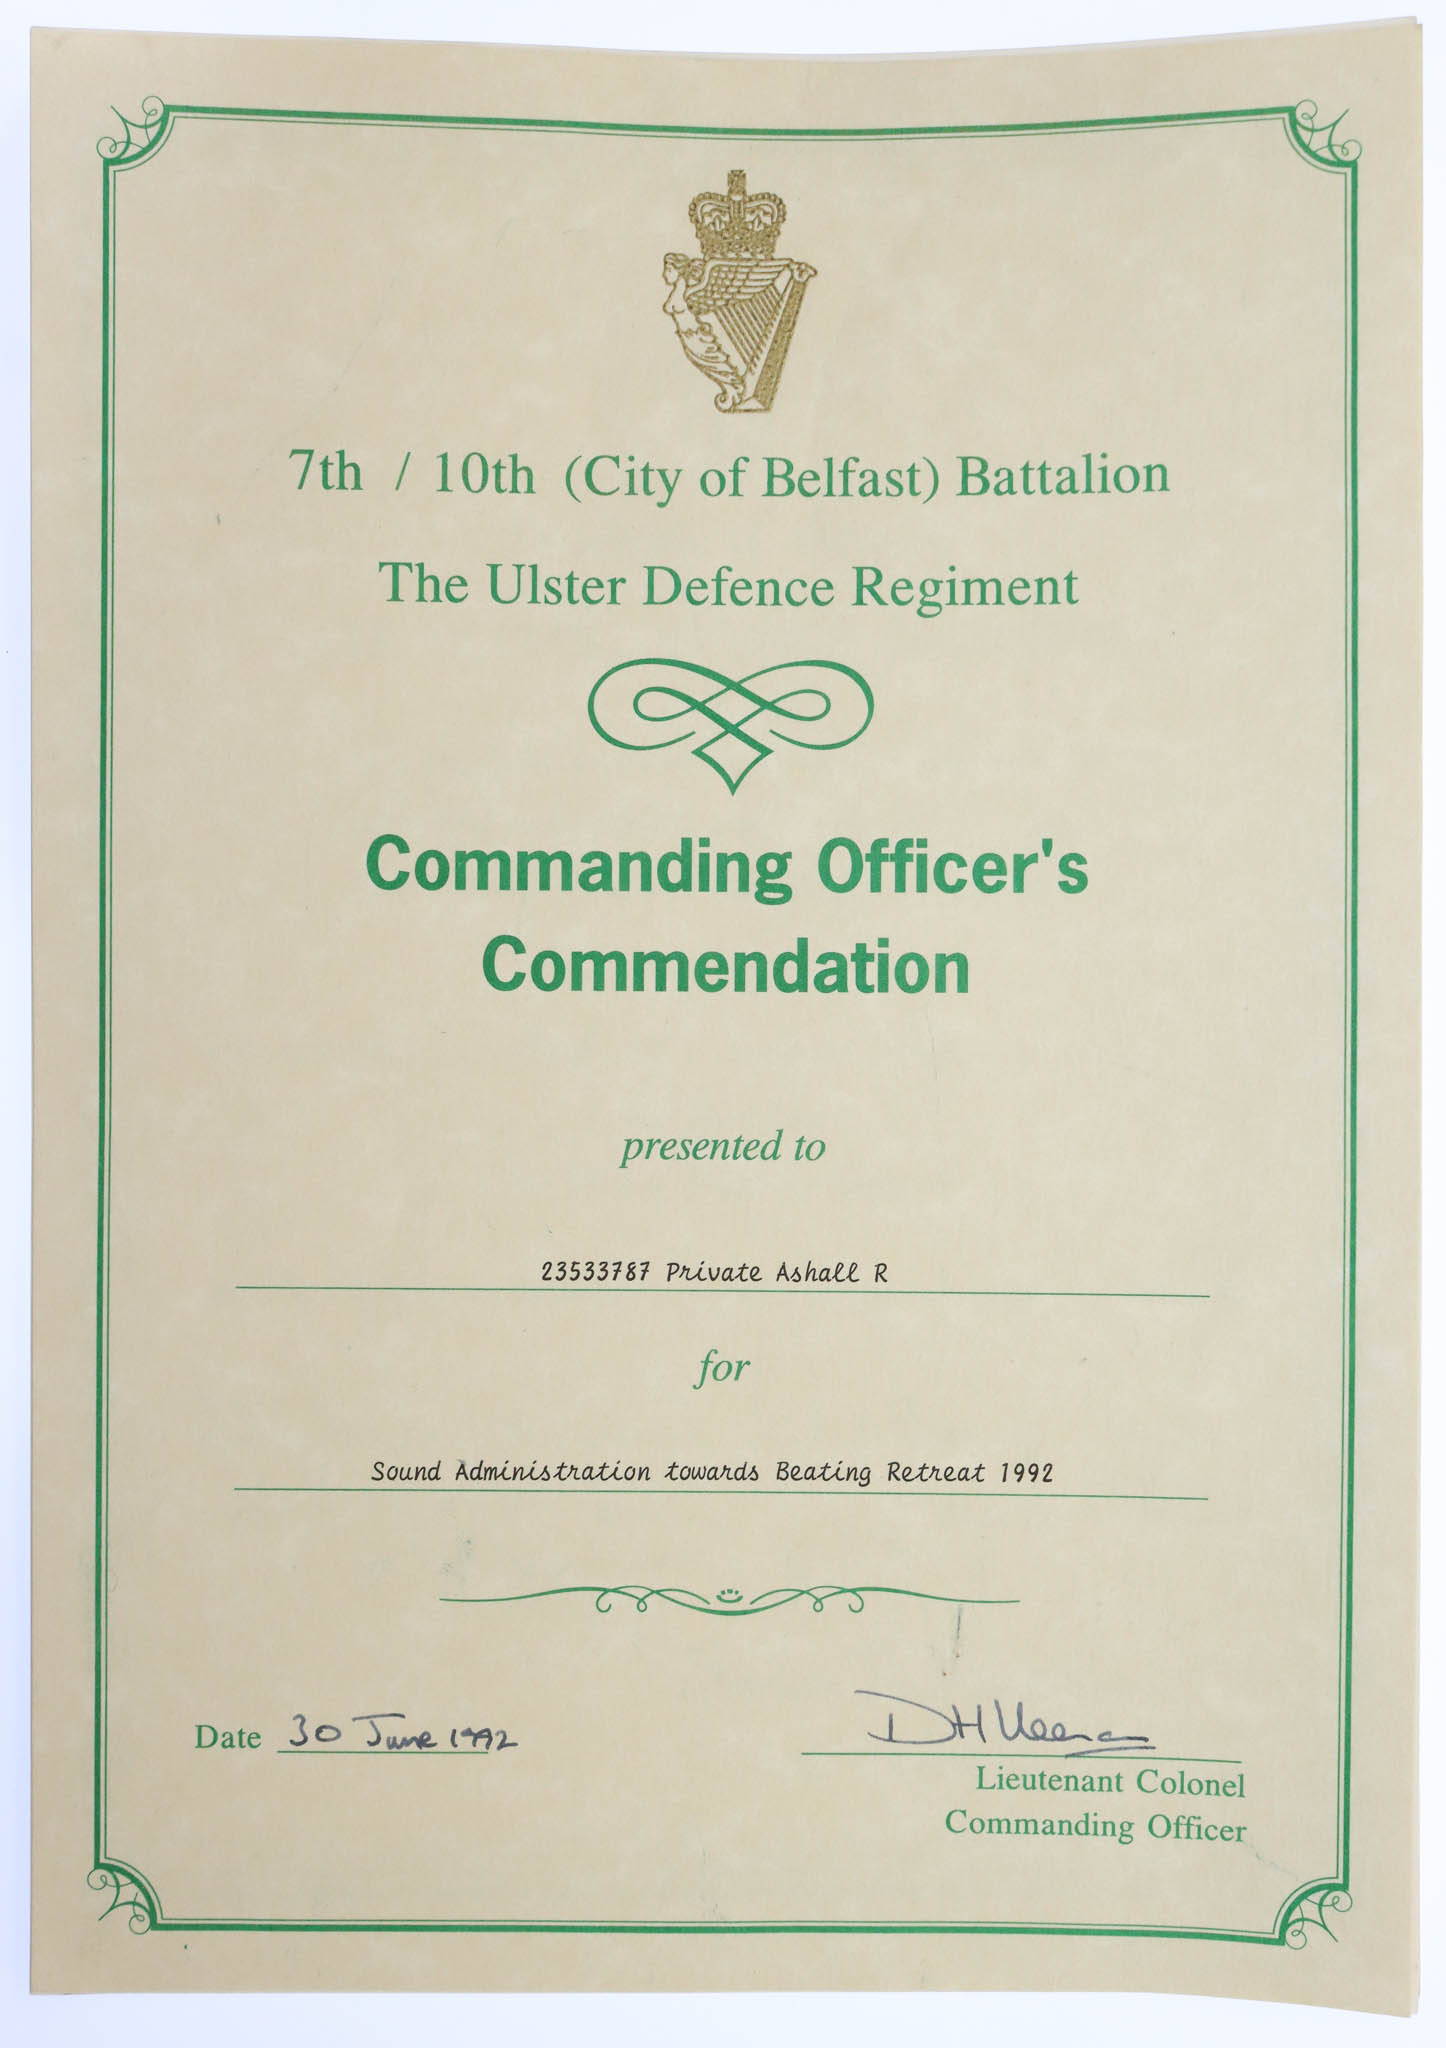 7th / 10th (City of Belfast) Battalion
The Ulster Defence Regiment
Commanding Officer's
Commendation
presented to
23533787 Private Ashall R
for
Sound Administration towards Beating Retreat 1992
Date 30 June 1992
DH
Lieutenant Colonel
Commanding Officer